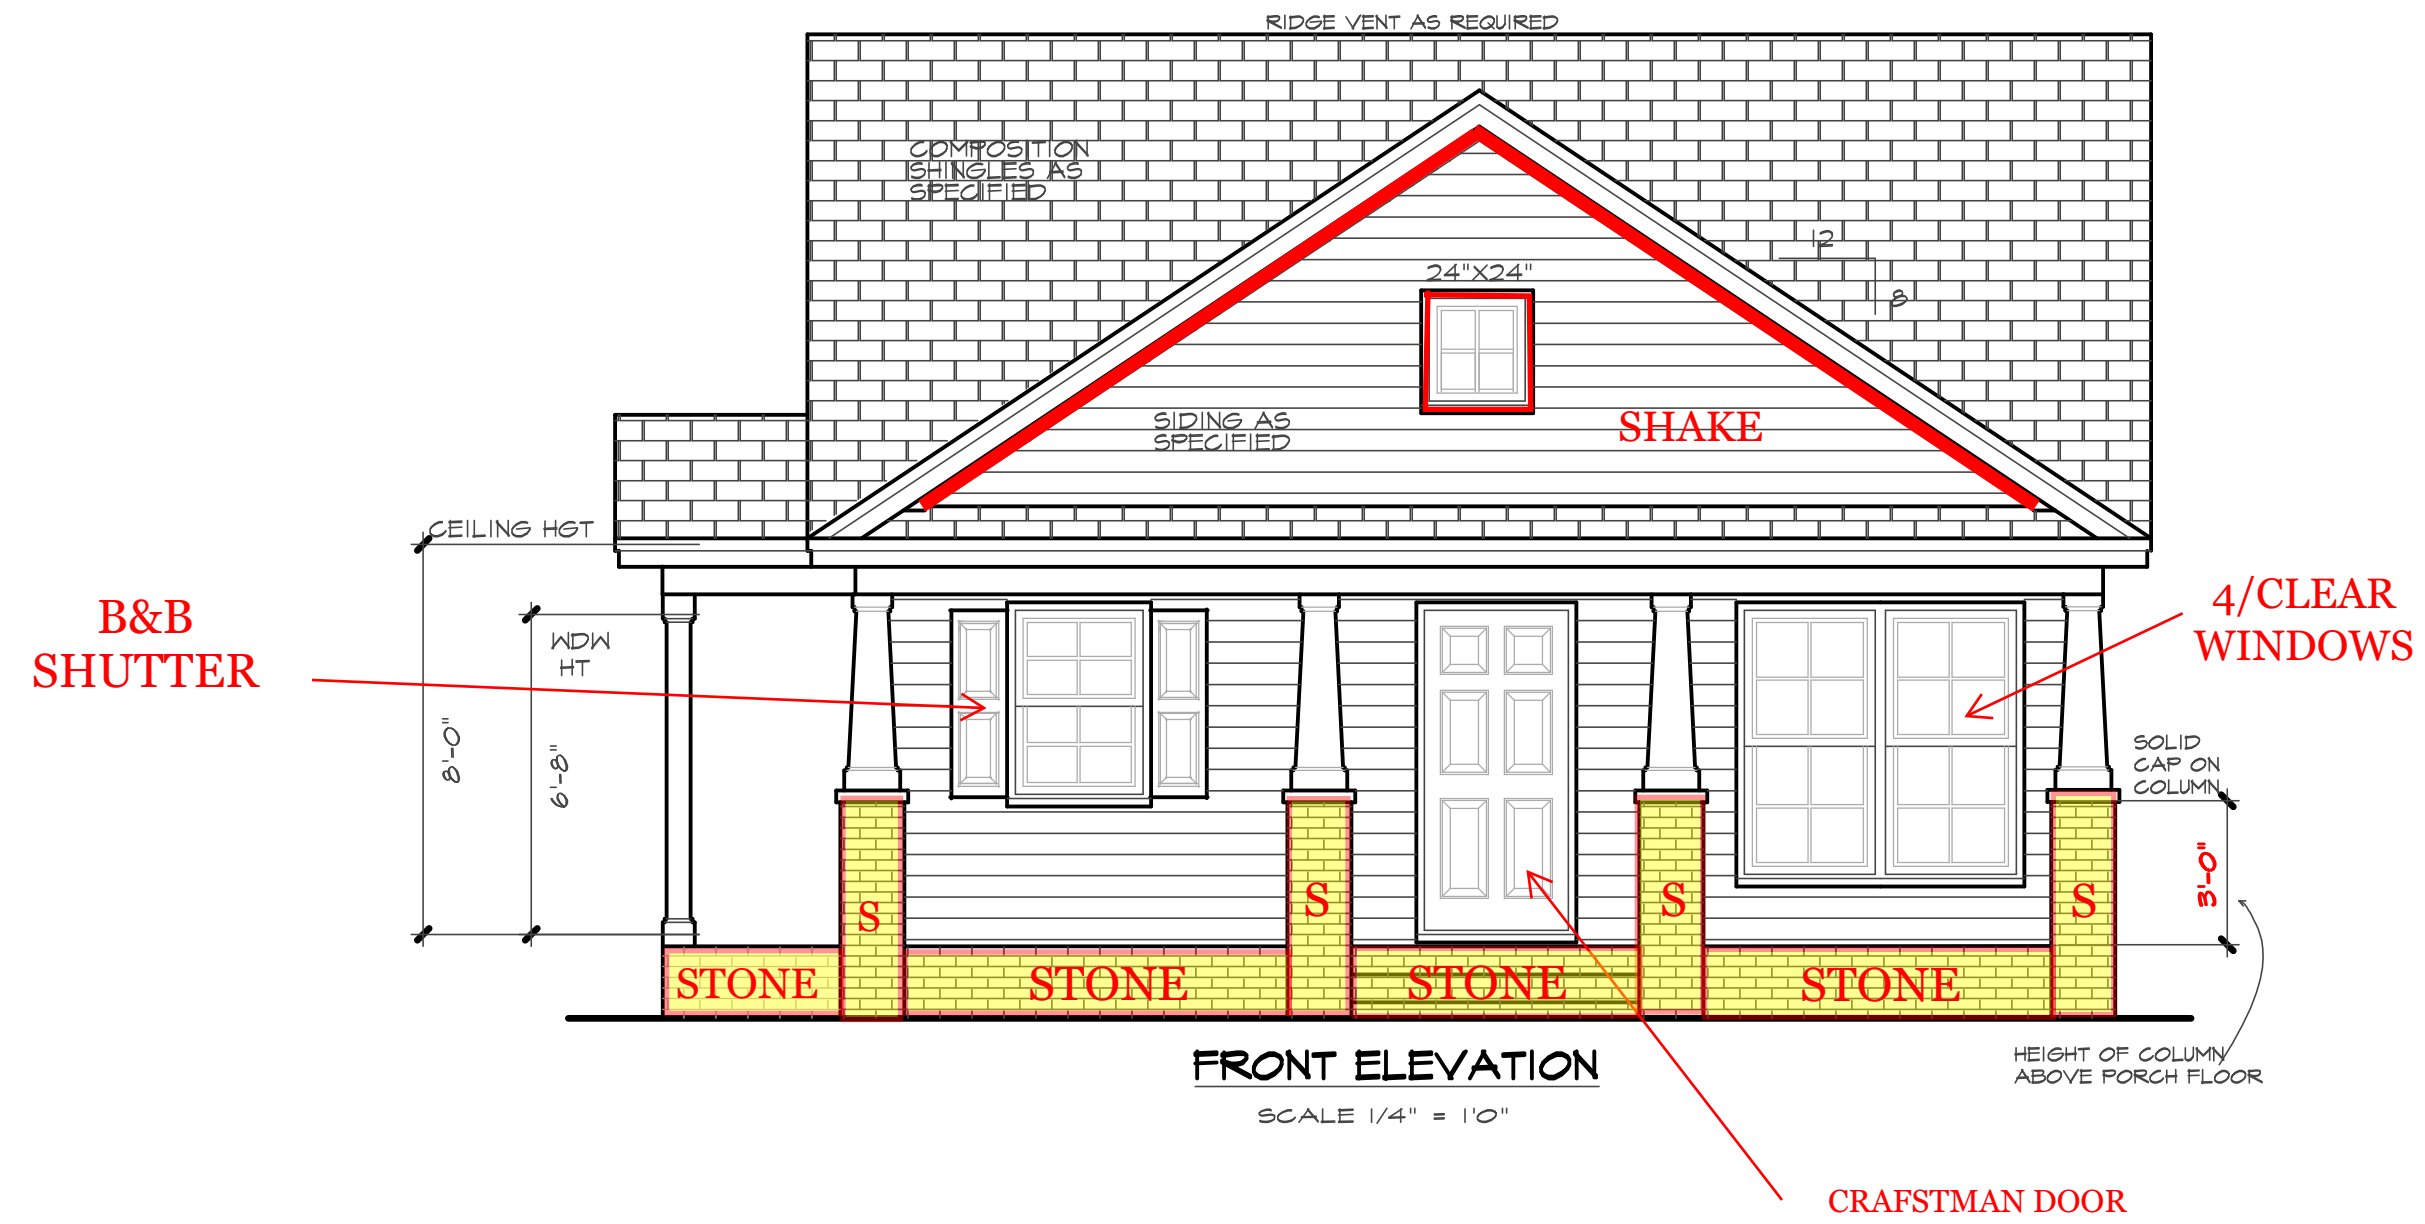 RIDGE VENT AS REQUIRED
COMPOSITION
SHINGLES AS
SPECIFIED
12
8
24"X24"
SIDING AS
SPECIFIED
SHAKE
CEILING HGT
B&B
SHUTTER
WDW
HT
8'-0"
6'-8"
4/CLEAR
WINDOWS
SOLID
CAP ON
COLUMN
3'-0"
S
S
S
S
STONE
STONE
STONE
STONE
FRONT ELEVATION
SCALE 1/4" = 1'0"
HEIGHT OF COLUMN
ABOVE PORCH FLOOR
CRAFSTMAN DOOR